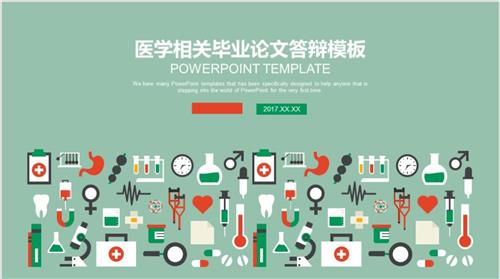 医学相关毕业论文答辩模板
POWERPOINT TEMPLATE
We have many PowerPoint templates that has been specifically designed to help anyone that is
stepping into the world of PowerPoint for the very first time.
2017.XX.XX